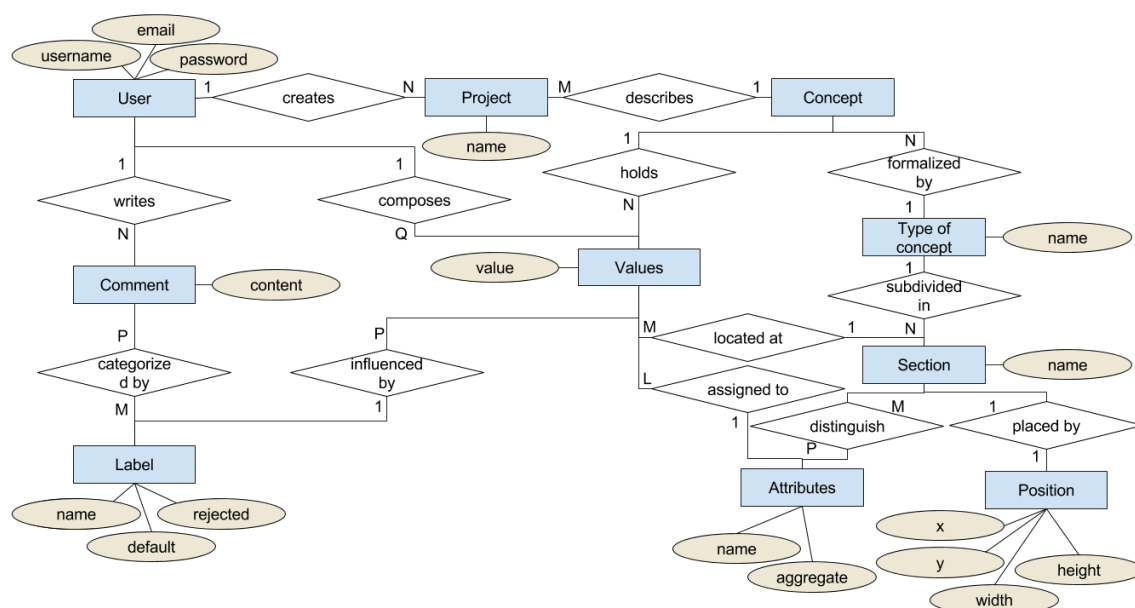 email
username
password
User
1
creates
N
Project
M
describes
1
Concept
name
1
1
1
N
writes
composes
holds
formalized
by
N
Q
N
1
Type of
concept
name
Comment
content
value
Values
1
subdivided
in
P
P
M
located at
1
N
categorize
d by
influenced
by
Section
name
L
assigned to
M
1
1
M
1
distinguish
placed by
P
1
Label
Attributes
Position
name
rejected
default
name
aggregate
x
y
height
width